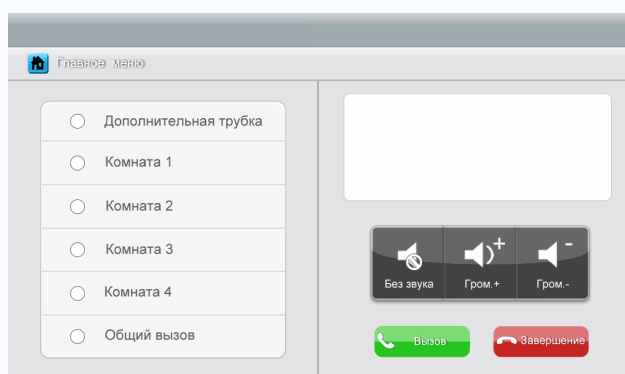 Главное меню
Дополнительная трубка
Комната 1
Комната 2
Комната 3
Комната 4
Общий вызов
Без звука
Гром.+
Гром.-
Вызов
Завершение